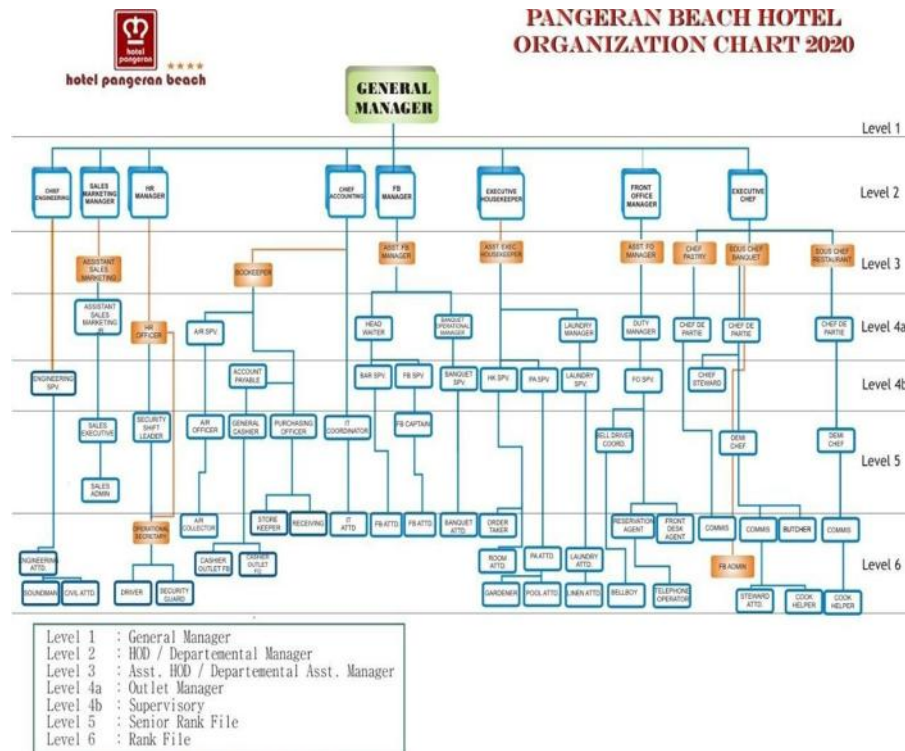 PANGERAN BEACH HOTEL
ORGANIZATION CHART 2020
hotel
pangeran
hotel pangeran beach
GENERAL
MANAGER
Level 1
CHIEF
ENGINEERING
SALES
MARKETING
MANAGER
HR
MANAGER
CHIEF
ACCOUNTING
FB
MANAGER
EXECUTIVE
HOUSEKEEPER
FRONT
OFFICE
MANAGER
EXECUTIVE
CHEF
Level 2
ASSISTANT
SALES
MARKETING
BOOKEEPER
ASST. FB
MANAGER
ASST EXEC.
HOUSEKEEPER
ASST. FO
MANAGER
CHEF
PASTRY
SOUS CHEF
BANQUET
SOUS CHEF
RESTAURANT
Level 3
ASSISTANT
SALES
MARKETING
HR
OFFICER
A/R SPV.
HEAD
WAITER
BANQUET
OPERATIONAL
MANAGER
LAUNDRY
MANAGER
DUTY
MANAGER
CHEF DE
PARTIE
CHEF DE
PARTIE
CHEF DE
PARTIE
Level 4a
ENGINEERING
SPV.
ACCOUNT
PAYABLE
BAR SPV.
FB SPV.
BANQUET
SPV.
HK SPV.
PA SPV.
LAUNDRY
SPV.
FO SPV.
CHIEF
STEWARD
Level 4b
SALES
EXECUTIVE
SECURITY
SHIFT
LEADER
A/R
OFFICER
GENERAL
CASHIER
PURCHASING
OFFICER
IT
COORDINATOR
FB CAPTAIN
BELL DRIVER
COORD.
DEMI
CHEF
DEMI
CHEF
Level 5
SALES
ADMIN
OPERATIONAL
SECRETARY
A/R
COLLECTOR
STORE
KEEPER
RECEIVING
IT
ATTD
FB ATTD.
FB ATTD.
BANQUET
ATTD.
ORDER
TAKER
RESERVATION
AGENT
FRONT
DESK
AGENT
COMMIS
COMMIS
BUTCHER
COMMIS
ENGINEERING
ATTD.
CASHIER
OUTLET FB
CASHIER
OUTLET FO
ROOM
ATTD.
PA ATTD.
LAUNDRY
ATTD.
FB ADMIN
Level 6
SOUNDMAN
CIVIL ATTD.
DRIVER
SECURITY
GUARD
GARDENER
POOL ATTD.
LINEN ATTD.
BELLBOY
TELEPHONE
OPERATOR
STEWARD
ATTD.
COOK
HELPER
COOK
HELPER
Level 1 : General Manager
Level 2 : HOD / Departemental Manager
Level 3 : Asst. HOD / Departemental Asst. Manager
Level 4a : Outlet Manager
Level 4b : Supervisory
Level 5 : Senior Rank File
Level 6 : Rank File